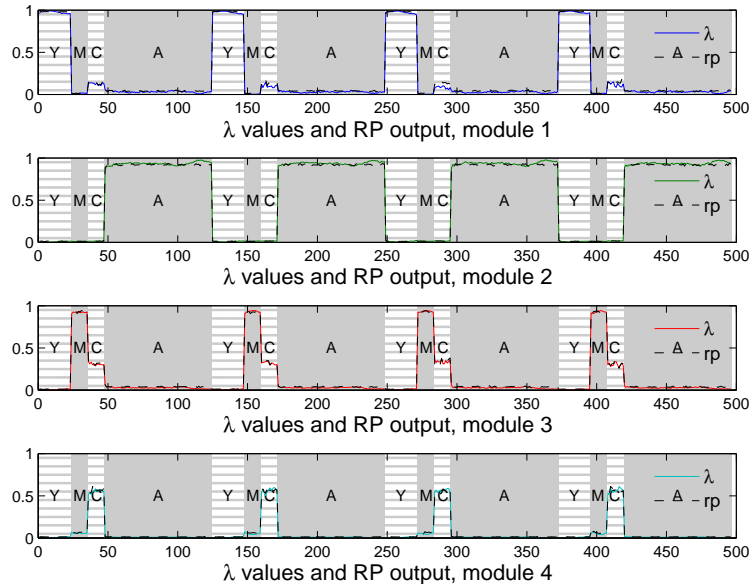 1
0.5
0
Y M C A Y M C A Y M C A Y M C A
λ
rp
0 50 100 150 200 250 300 350 400 450 500
λ values and RP output, module 1
1
0.5
0
Y M C A Y M C A Y M C A Y M C A
λ
rp
0 50 100 150 200 250 300 350 400 450 500
λ values and RP output, module 2
1
0.5
0
Y M C A Y M C A Y M C A Y M C A
λ
rp
0 50 100 150 200 250 300 350 400 450 500
λ values and RP output, module 3
1
0.5
0
Y M C A Y M C A Y M C A Y M C A
λ
rp
0 50 100 150 200 250 300 350 400 450 500
λ values and RP output, module 4